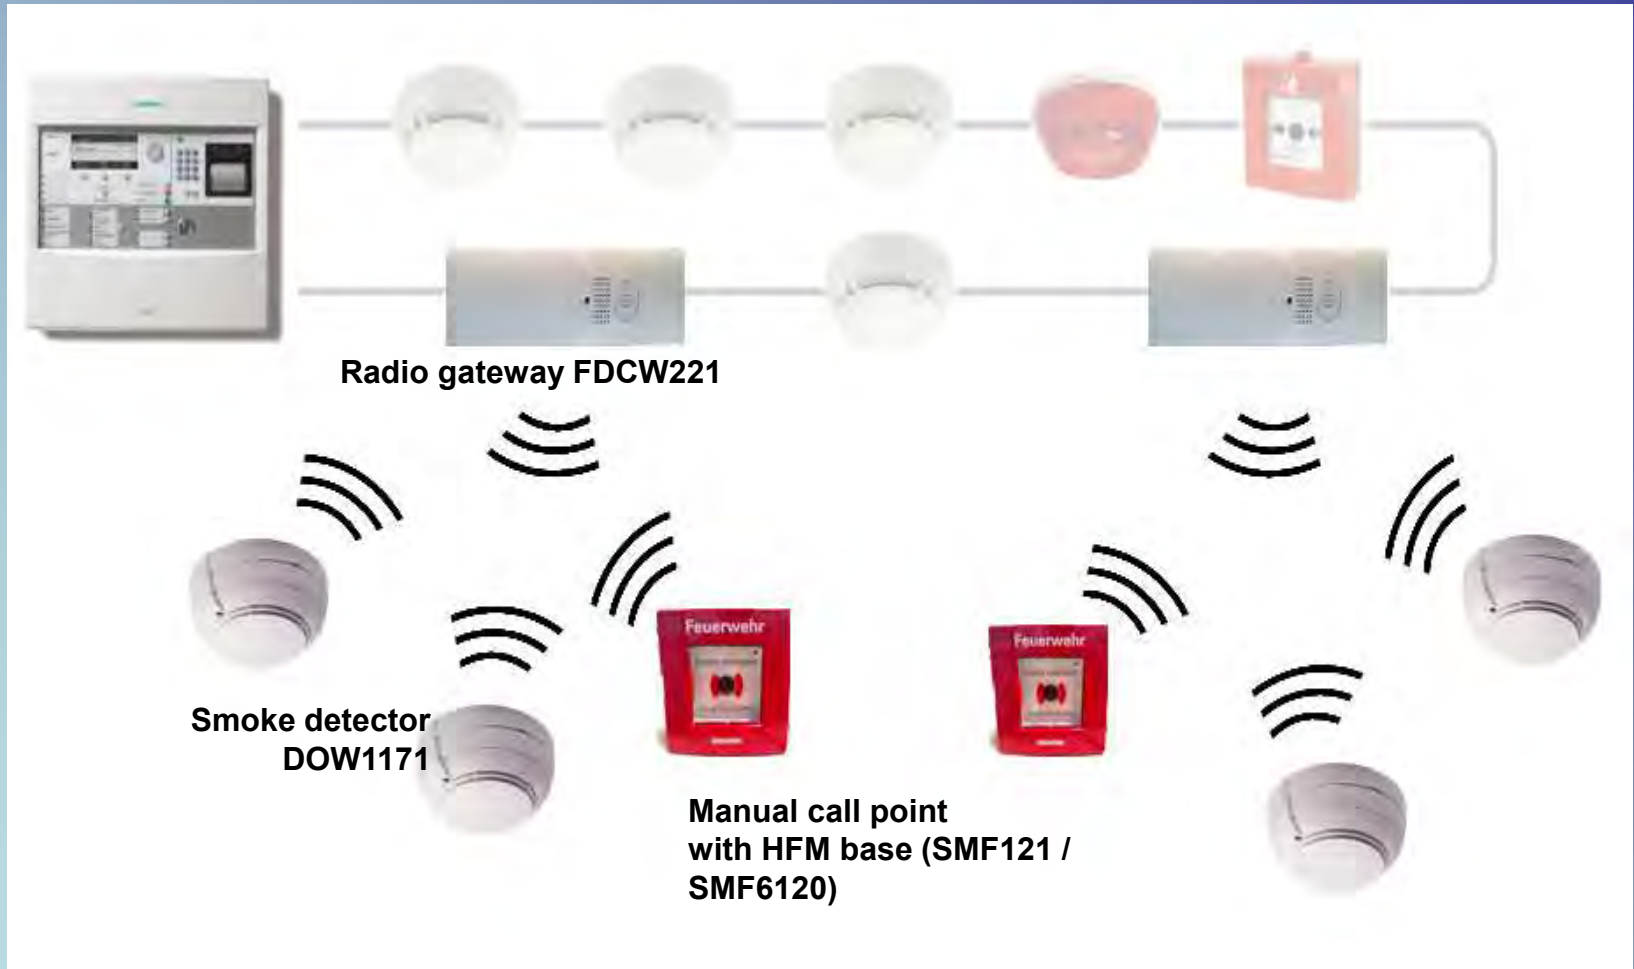 Radio gateway FDCW221
Feuerwehr
Feuerwehr
Smoke detector
DOW1171
Manual call point
with HFM base (SMF121 /
SMF6120)